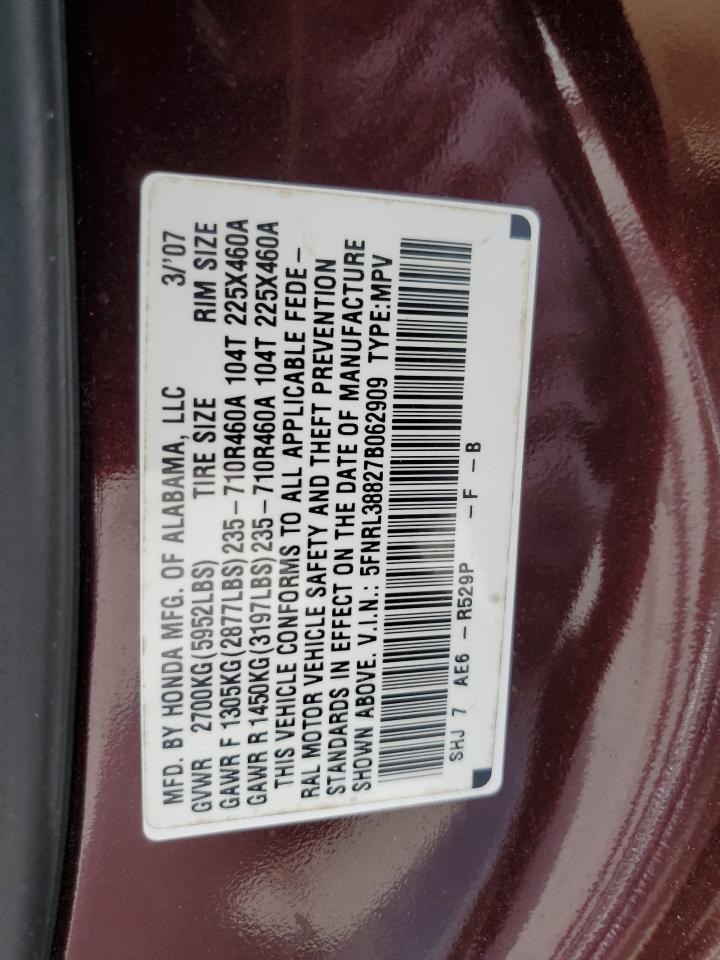 MFD. BY HONDA MFG. OF ALABAMA, LLC 3/'07
GVWR 2700KG(5952LBS) TIRE SIZE RIM SIZE
GAWR F 1305KG(2877LBS)235-710R460A 104T 225X460A
GAWR R 1450KG(3197LBS)235-710R460A 104T 225X460A
THIS VEHICLE CONFORMS TO ALL APPLICABLE FEDE-
RAL MOTOR VEHICLE SAFETY AND THEFT PREVENTION
STANDARDS IN EFFECT ON THE DATE OF MANUFACTURE
SHOWN ABOVE. V.I.N.: 5FNRL38827B062909 TYPE:MPV
SHJ 7 AE6 -R529P -F -B